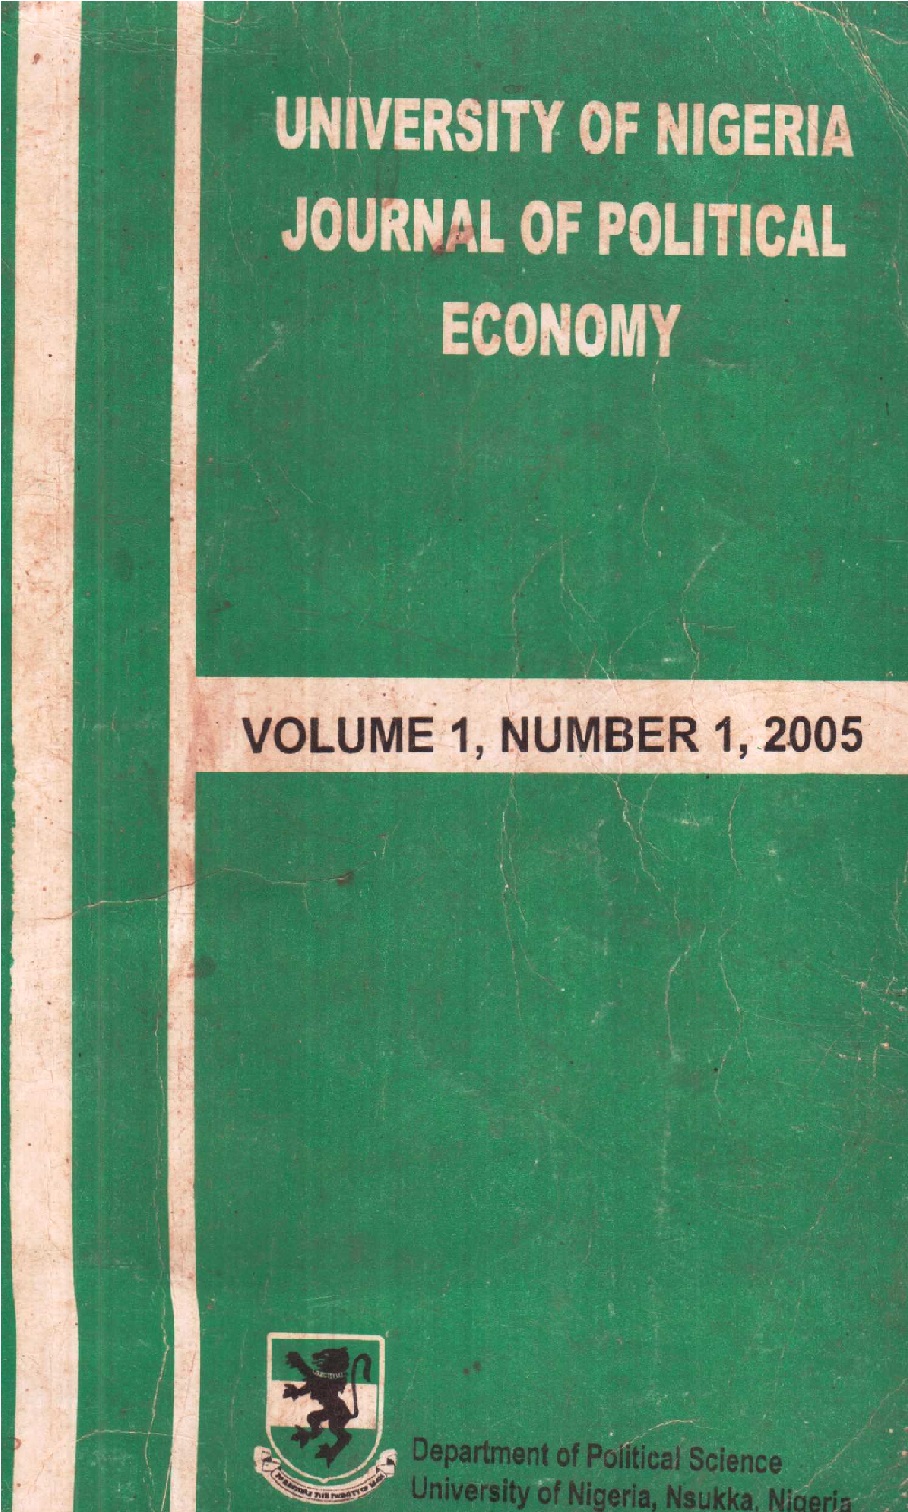 UNIVERSITY OF NIGERIA
JOURNAL OF POLITICAL
ECONOMY
VOLUME 1, NUMBER 1, 2005
Department of Political Science
University of Nigeria, Nsukka, Nigeria